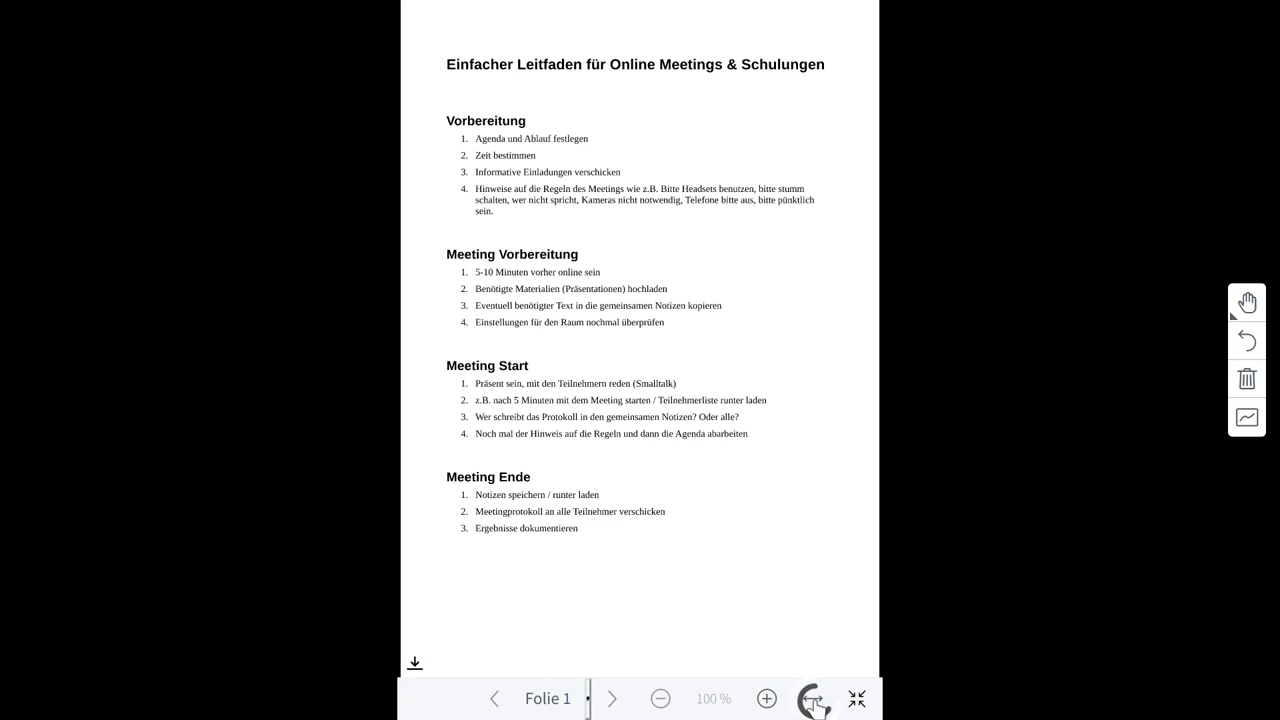 Einfacher Leitfaden für Online Meetings & Schulungen
Vorbereitung
1. Agenda und Ablauf festlegen
2. Zeit bestimmen
3. Informative Einladungen verschicken
4. Hinweise auf die Regeln des Meetings wie z.B. Bitte Headsets benutzen, bitte stumm
schalten, wer nicht spricht, Kameras nicht notwendig, Telefone bitte aus, bitte pünktlich
sein.
Meeting Vorbereitung
1. 5-10 Minuten vorher online sein
2. Benötigte Materialien (Präsentationen) hochladen
3. Eventuell benötigter Text in die gemeinsamen Notizen kopieren
4. Einstellungen für den Raum nochmal überprüfen
Meeting Start
1. Präsent sein, mit den Teilnehmern reden (Smalltalk)
2. z.B. nach 5 Minuten mit dem Meeting starten / Teilnehmerliste runter laden
3. Wer schreibt das Protokoll in den gemeinsamen Notizen? Oder alle?
4. Noch mal der Hinweis auf die Regeln und dann die Agenda abarbeiten
Meeting Ende
1. Notizen speichern / runter laden
2. Meetingprotokoll an alle Teilnehmer verschicken
3. Ergebnisse dokumentieren
Folie 1
100 %